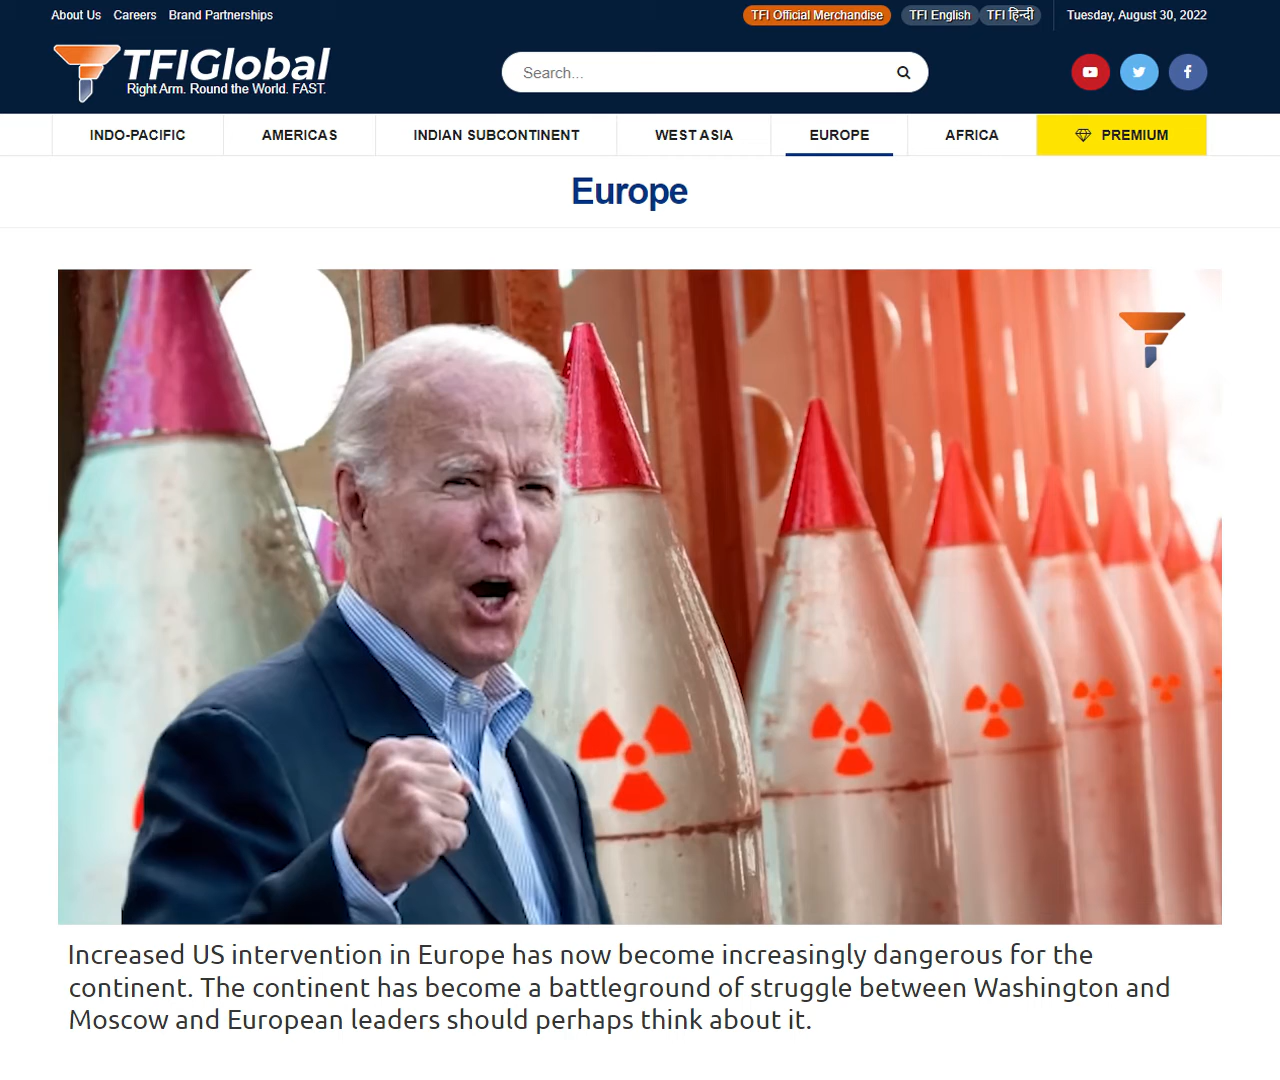 About Us Careers Brand Partnerships TFI Official Merchandise TFI English TFI हिन्दी Tuesday, August 30, 2022
TFIGlobal
Right Arm. Round the World. FAST.
Search...
INDO-PACIFIC AMERICAS INDIAN SUBCONTINENT WEST ASIA EUROPE AFRICA PREMIUM
Europe
Increased US intervention in Europe has now become increasingly dangerous for the
continent. The continent has become a battleground of struggle between Washington and
Moscow and European leaders should perhaps think about it.